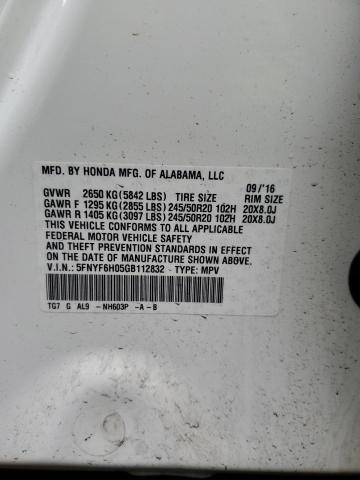 MFD. BY HONDA MFG. OF ALABAMA, LLC
09/'16
GVWR 2650 KG(5842 LBS) TIRE SIZE RIM SIZE
GAWR F 1295 KG(2855 LBS)245/50R20 102H 20X8.0J
GAWR R 1405 KG(3097 LBS)245/50R20 102H 20X8.0J
THIS VEHICLE CONFORMS TO ALL APPLICABLE
FEDERAL MOTOR VEHICLE SAFETY
AND THEFT PREVENTION STANDARDS IN EFFECT
ON THE DATE OF MANUFACTURE SHOWN ABOVE.
V.I.N.: 5FNYF6H05GB112832 TYPE: MPV
TG7 G AL9 -NH603P -A-B